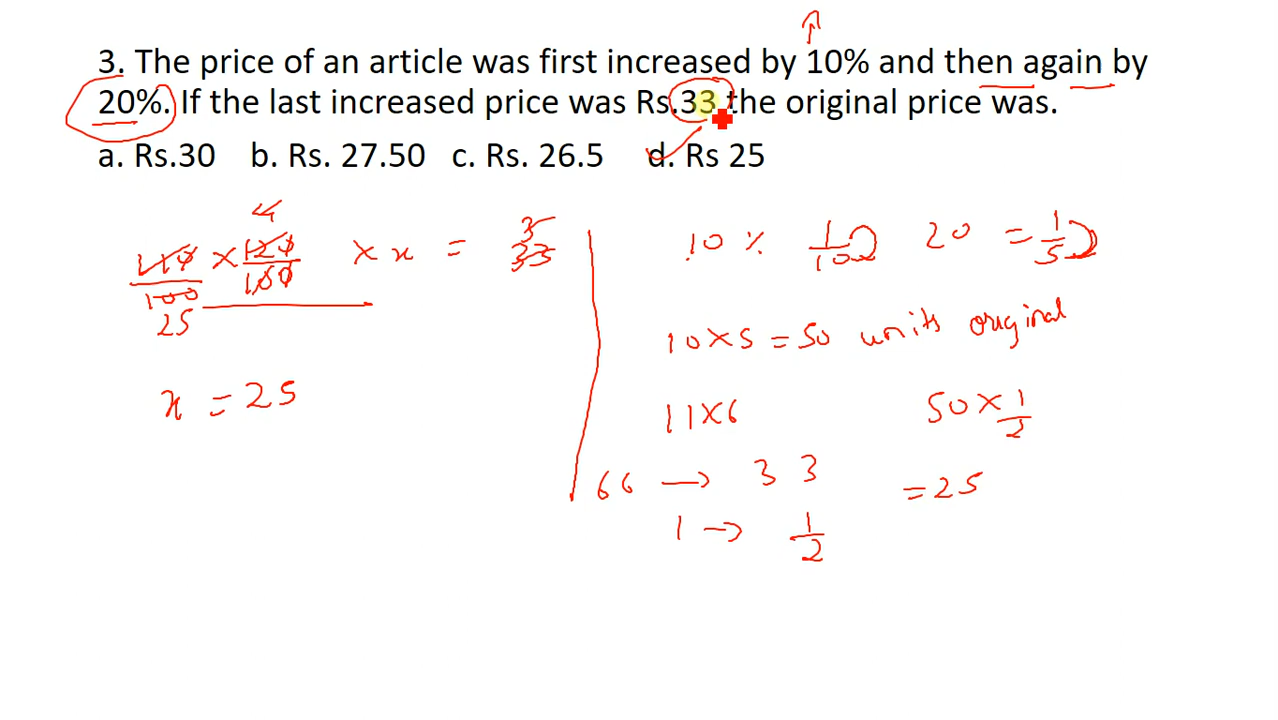 3. The price of an article was first increased by 10% and then again by
20%. If the last increased price was Rs.33 the original price was.
a. Rs.30 b. Rs. 27.50 c. Rs. 26.5 d. Rs 25
4
110/100 × 120/100 × x = 33
3
25
x = 25
10 % 1/10 20 = 1/5
10×5 = 50 units original
11×6 50 × 1/2
66 → 33 = 25
1 → 1/2